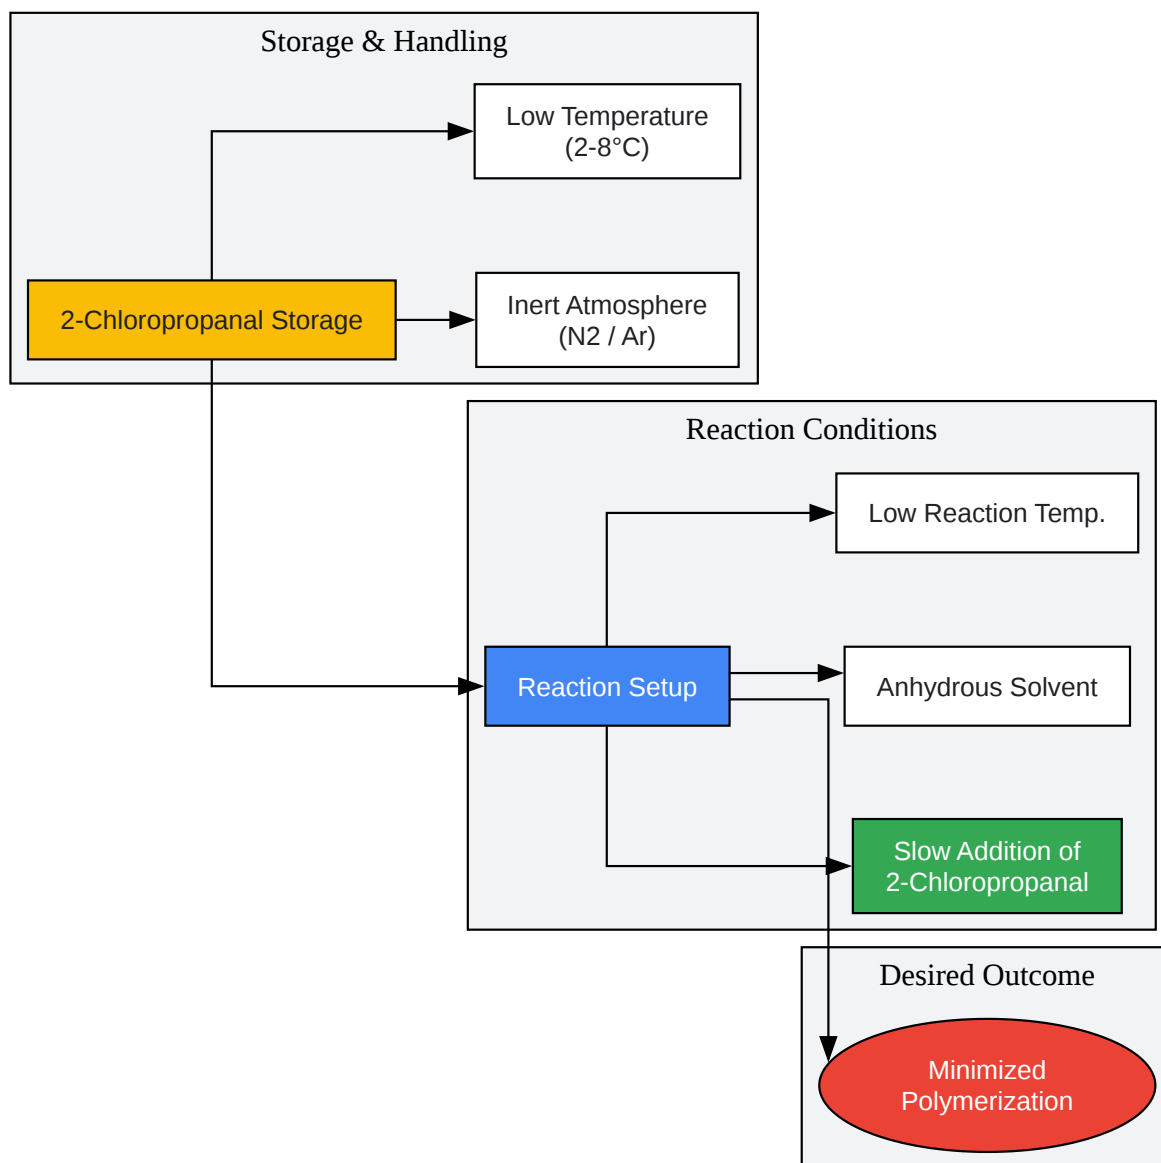 Storage & Handling
Low Temperature
(2-8°C)
2-Chloropropanal Storage
Inert Atmosphere
(N2 / Ar)
Reaction Conditions
Low Reaction Temp.
Reaction Setup
Anhydrous Solvent
Slow Addition of
2-Chloropropanal
Desired Outcome
Minimized
Polymerization